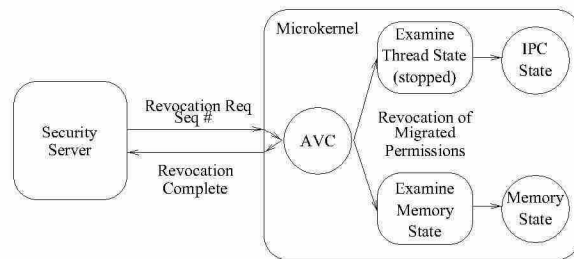 Microkernel
Examine
Thread State
(stopped)
IPC
State
Revocation Req
Seq #
Security
Server
AVC
Revocation of
Migrated
Permissions
Revocation
Complete
Examine
Memory
State
Memory
State